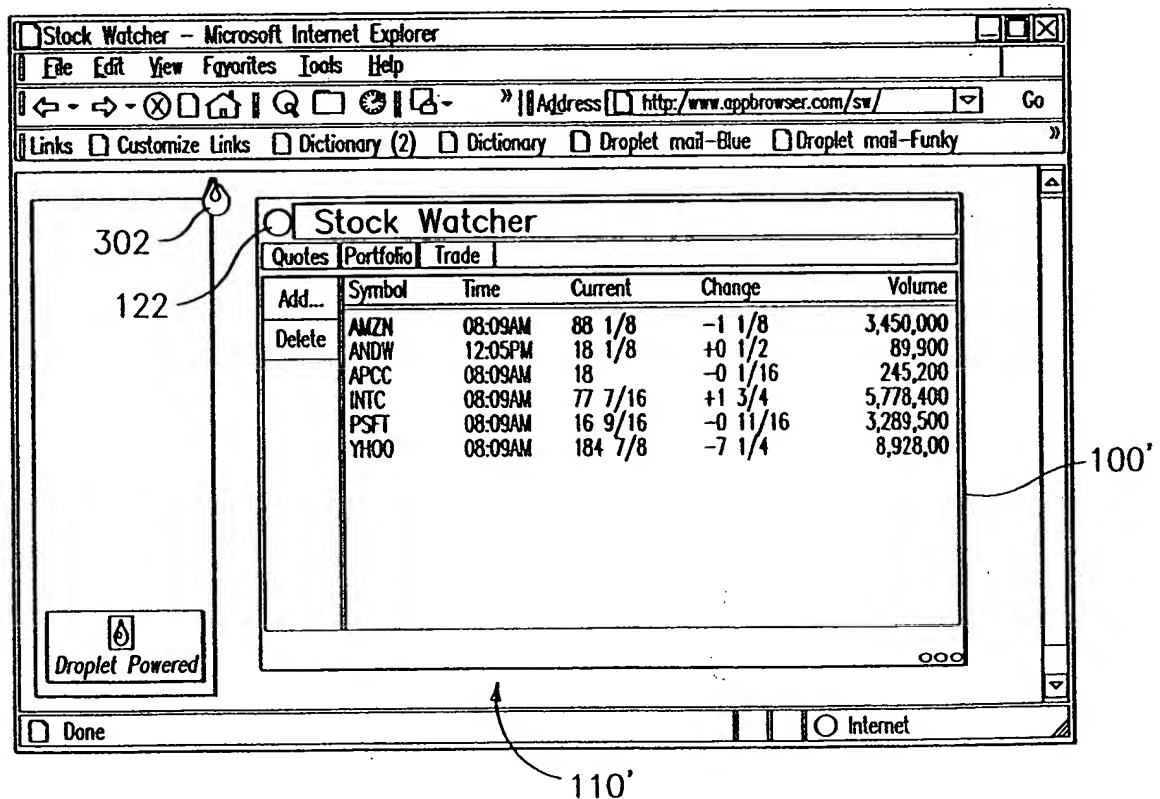 Stock Watcher – Microsoft Internet Explorer
File Edit View Favorites Tools Help
» Address http:/www.appbrowser.com/sw/ Go
Links Customize Links Dictionary (2) Dictionary Droplet mail–Blue Droplet mail–Funky »
302
122
Stock Watcher
Quotes Portfolio Trade
Add... Symbol Time Current Change Volume
Delete
AMZN 08:09AM 88 1/8 –1 1/8 3,450,000
ANDW 12:05PM 18 1/8 +0 1/2 89,900
APCC 08:09AM 18 –0 1/16 245,200
INTC 08:09AM 77 7/16 +1 3/4 5,778,400
PSFT 08:09AM 16 9/16 –0 11/16 3,289,500
YHOO 08:09AM 184 7/8 –7 1/4 8,928,00
100'
Droplet Powered
Done Internet
110'